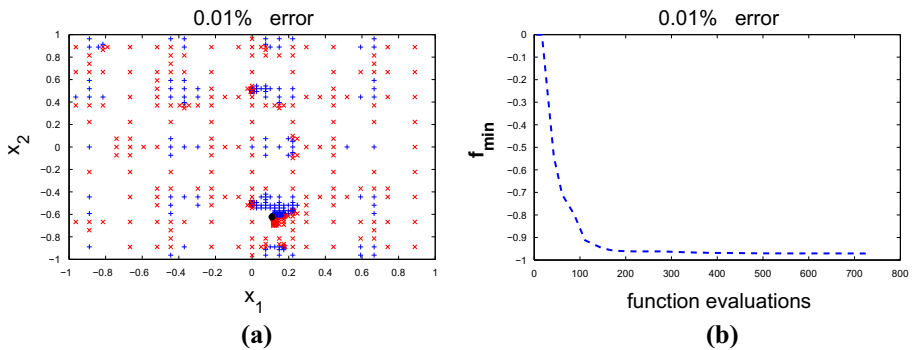 0.01% error
x_2
1
0.8
0.6
0.4
0.2
0
−0.2
−0.4
−0.6
−0.8
−1
−1 −0.8 −0.6 −0.4 −0.2 0 0.2 0.4 0.6 0.8 1
x_1
(a)
0.01% error
f_min
0
−0.1
−0.2
−0.3
−0.4
−0.5
−0.6
−0.7
−0.8
−0.9
−1
0 100 200 300 400 500 600 700 800
function evaluations
(b)